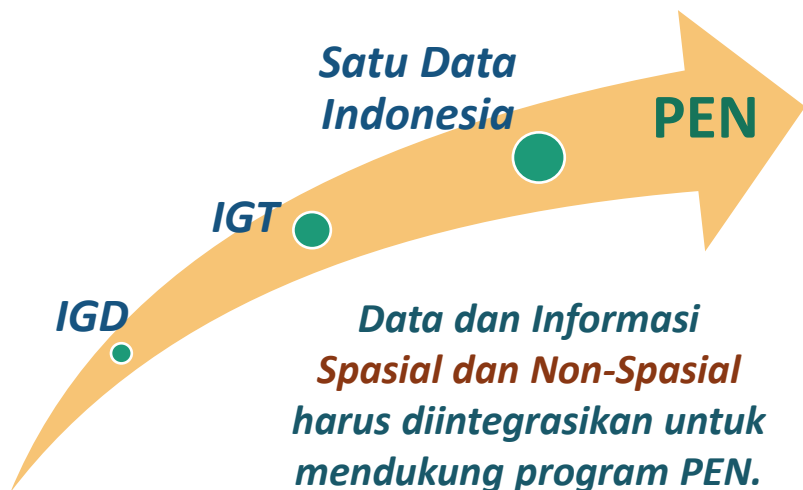 Satu Data
Indonesia
PEN
IGT
IGD
Data dan Informasi
Spasial dan Non-Spasial
harus diintegrasikan untuk
mendukung program PEN.